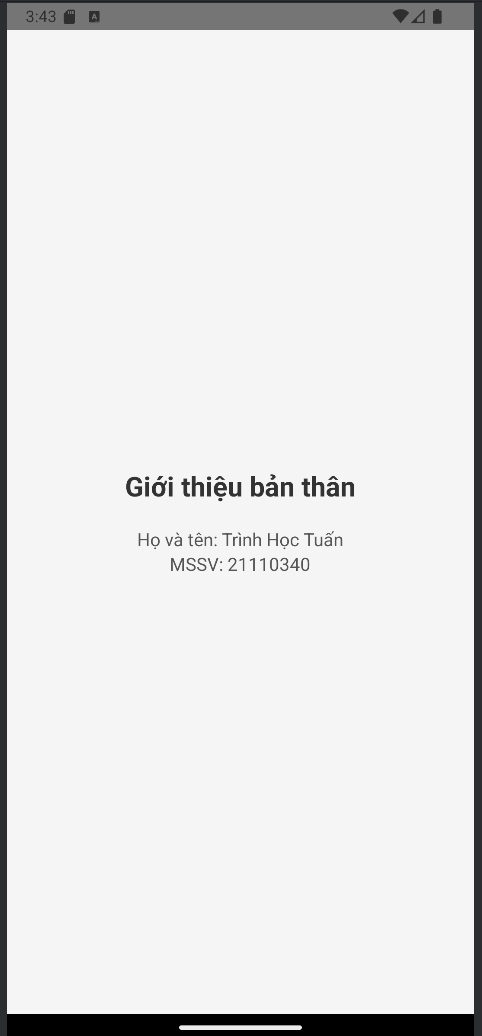 3:43
Giới thiệu bản thân
Họ và tên: Trình Học Tuấn
MSSV: 21110340